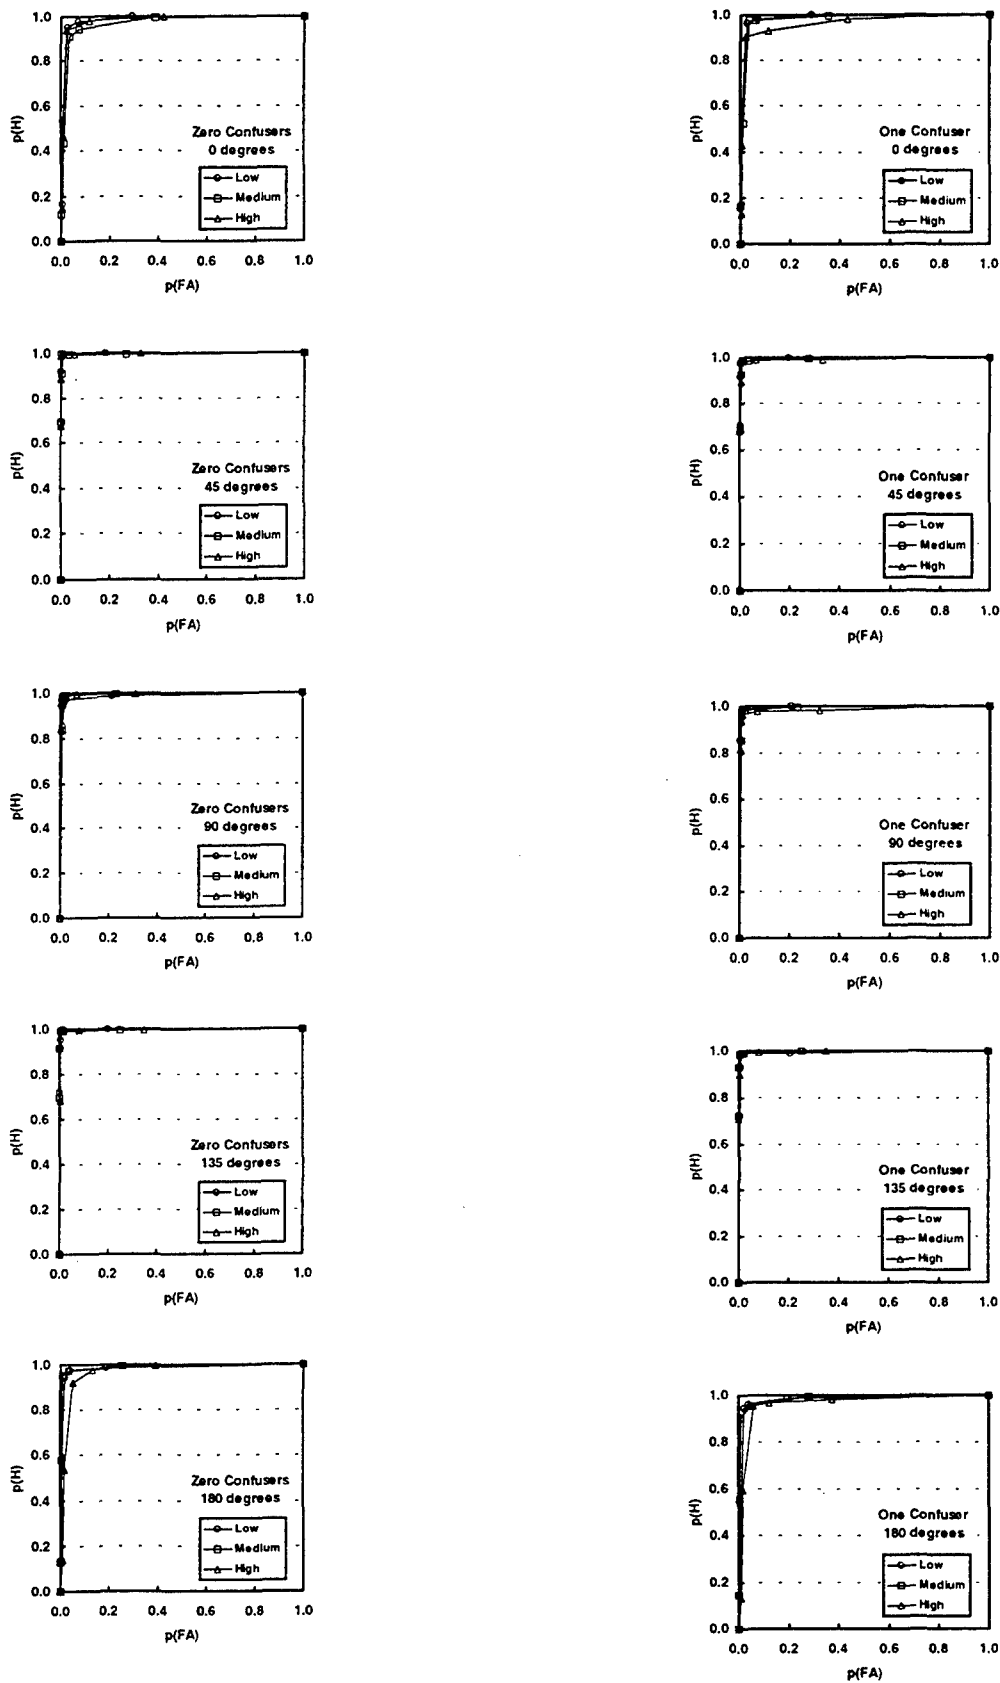 1.0
0.8
0.6
0.4
0.2
0.0
p(H)
Zero Confusers
0 degrees
Low
Medium
High
0.0 0.2 0.4 0.6 0.8 1.0
p(FA)
1.0
0.8
0.6
0.4
0.2
0.0
p(H)
One Confuser
0 degrees
Low
Medium
High
0.0 0.2 0.4 0.6 0.8 1.0
p(FA)
1.0
0.8
0.6
0.4
0.2
0.0
p(H)
Zero Confusers
45 degrees
Low
Medium
High
0.0 0.2 0.4 0.6 0.8 1.0
p(FA)
1.0
0.8
0.6
0.4
0.2
0.0
p(H)
One Confuser
45 degrees
Low
Medium
High
0.0 0.2 0.4 0.6 0.8 1.0
p(FA)
1.0
0.8
0.6
0.4
0.2
0.0
p(H)
Zero Confusers
90 degrees
Low
Medium
High
0.0 0.2 0.4 0.6 0.8 1.0
p(FA)
1.0
0.8
0.6
0.4
0.2
0.0
p(H)
One Confuser
90 degrees
Low
Medium
High
0.0 0.2 0.4 0.6 0.8 1.0
p(FA)
1.0
0.8
0.6
0.4
0.2
0.0
p(H)
Zero Confusers
135 degrees
Low
Medium
High
0.0 0.2 0.4 0.6 0.8 1.0
p(FA)
1.0
0.8
0.6
0.4
0.2
0.0
p(H)
One Confuser
135 degrees
Low
Medium
High
0.0 0.2 0.4 0.6 0.8 1.0
p(FA)
1.0
0.8
0.6
0.4
0.2
0.0
p(H)
Zero Confusers
180 degrees
Low
Medium
High
0.0 0.2 0.4 0.6 0.8 1.0
p(FA)
1.0
0.8
0.6
0.4
0.2
0.0
p(H)
One Confuser
180 degrees
Low
Medium
High
0.0 0.2 0.4 0.6 0.8 1.0
p(FA)